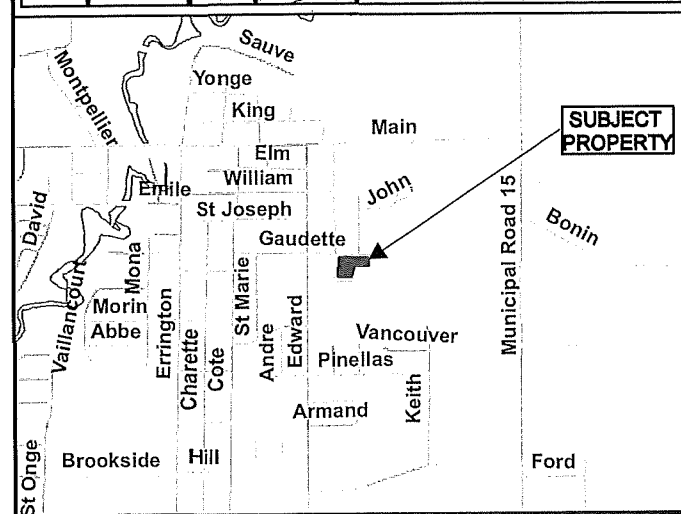 Sauve
Montpellier
Yonge
King
Main
SUBJECT
PROPERTY
Elm
William
Emile
John
St Joseph
David
Bonin
Gaudette
Mona
Vaillancourt
Municipal Road 15
St Marie
Morin
Abbe
Errington
Charette
Cote
Andre
Edward
Vancouver
Pinellas
Keith
Armand
St Onge
Brookside
Hill
Ford